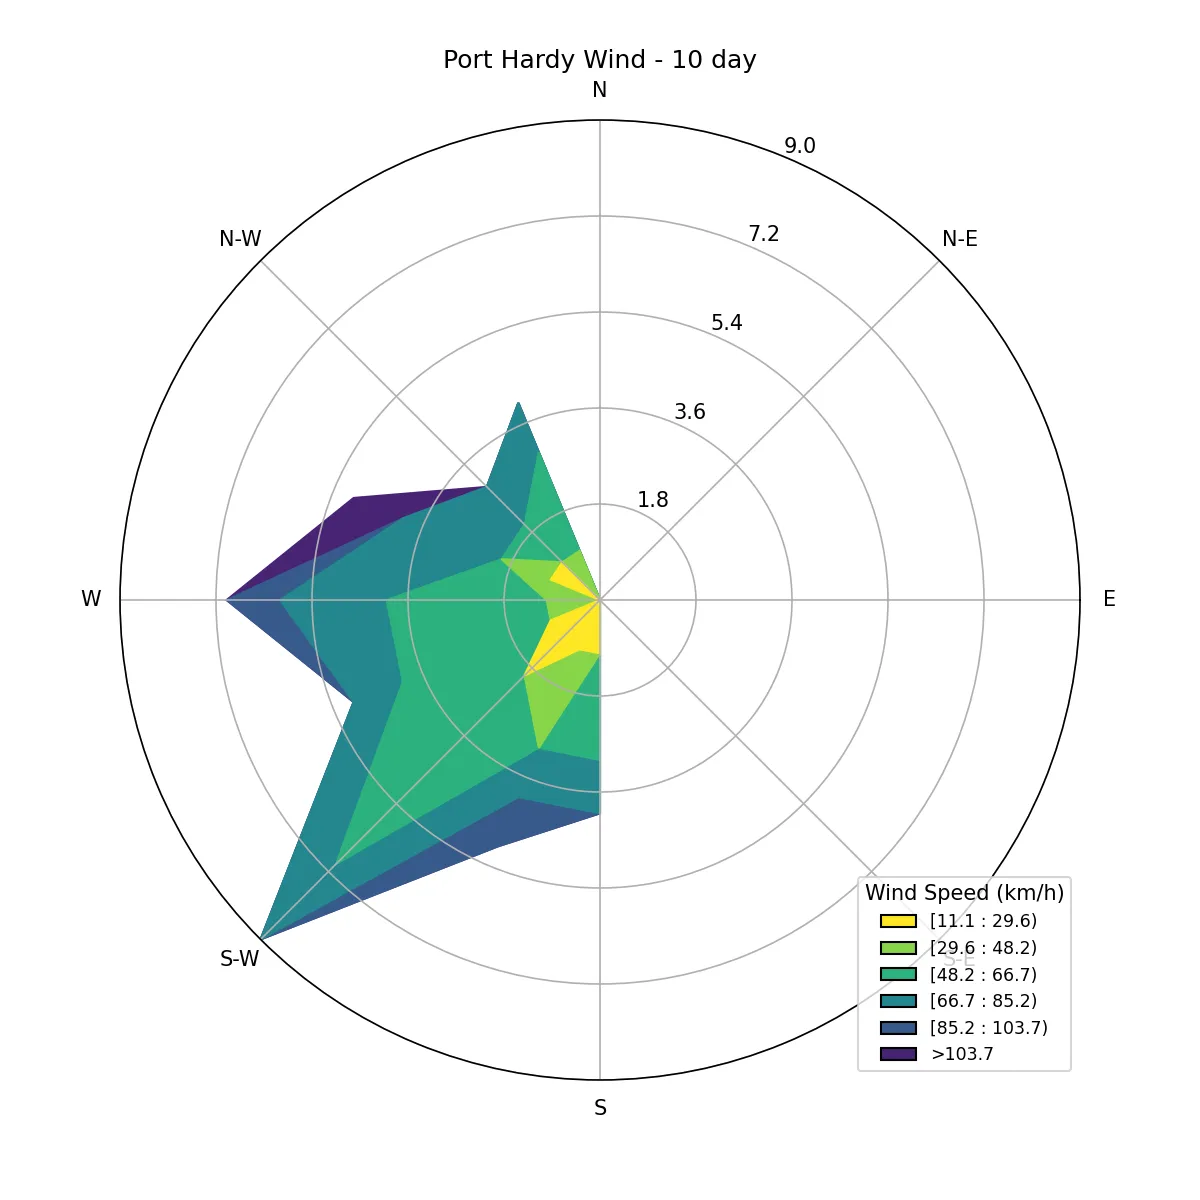 Port Hardy Wind - 10 day
N
9.0
N-W
7.2
N-E
5.4
3.6
1.8
W
E
S-W
S-E
S
Wind Speed (km/h)
[11.1 : 29.6)
[29.6 : 48.2)
[48.2 : 66.7)
[66.7 : 85.2)
[85.2 : 103.7)
>103.7